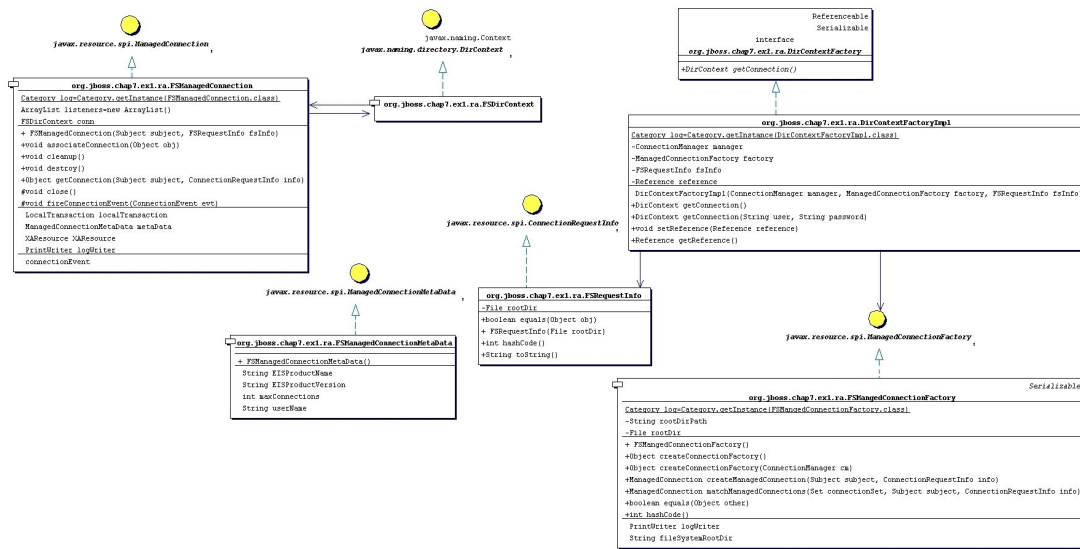 javax.resource.spi.ManagedConnection,
javax.naming.Context
javax.naming.directory.DirContext,
Referenceable
Serializable
interface
org.jboss.chap7.ex1.ra.DirContextFactory
+DirContext getConnection()
org.jboss.chap7.ex1.ra.FSManagedConnection
Category log=Category.getInstance(FSManagedConnection.class)
ArrayList listeners=new ArrayList()
FSDirContext conn
+ FSManagedConnection(Subject subject, FSRequestInfo fsInfo)
+void associateConnection(Object obj)
+void cleanup()
+void destroy()
+Object getConnection(Subject subject, ConnectionRequestInfo info)
#void close()
#void fireConnectionEvent(ConnectionEvent evt)
LocalTransaction localTransaction
ManagedConnectionMetaData metaData
XAResource XAResource
PrintWriter logWriter
connectionEvent
org.jboss.chap7.ex1.ra.FSDirContext
org.jboss.chap7.ex1.ra.DirContextFactoryImpl
Category log=Category.getInstance(DirContextFactoryImpl.class)
-ConnectionManager manager
-ManagedConnectionFactory factory
-FSRequestInfo fsInfo
-Reference reference
DirContextFactoryImpl(ConnectionManager manager, ManagedConnectionFactory factory, FSRequestInfo fsInfo)
+DirContext getConnection()
+DirContext getConnection(String user, String password)
+void setReference(Reference reference)
+Reference getReference()
javax.resource.spi.ConnectionRequestInfo,
javax.resource.spi.ManagedConnectionMetaData,
org.jboss.chap7.ex1.ra.FSRequestInfo
-File rootDir
+boolean equals(Object obj)
+ FSRequestInfo(File rootDir)
+int hashCode()
+String toString()
org.jboss.chap7.ex1.ra.FSManagedConnectionMetaData
+ FSManagedConnectionMetaData()
String EISProductName
String EISProductVersion
int maxConnections
String userName
javax.resource.spi.ManagedConnectionFactory,
Serializable
org.jboss.chap7.ex1.ra.FSMangedConnectionFactory
Category log=Category.getInstance(FSMangedConnectionFactory.class)
-String rootDirPath
-File rootDir
+ FSMangedConnectionFactory()
+Object createConnectionFactory()
+Object createConnectionFactory(ConnectionManager cm)
+ManagedConnection createManagedConnection(Subject subject, ConnectionRequestInfo info)
+ManagedConnection matchManagedConnections(Set connectionSet, Subject subject, ConnectionRequestInfo info)
+boolean equals(Object other)
+int hashCode()
PrintWriter logWriter
String fileSystemRootDir